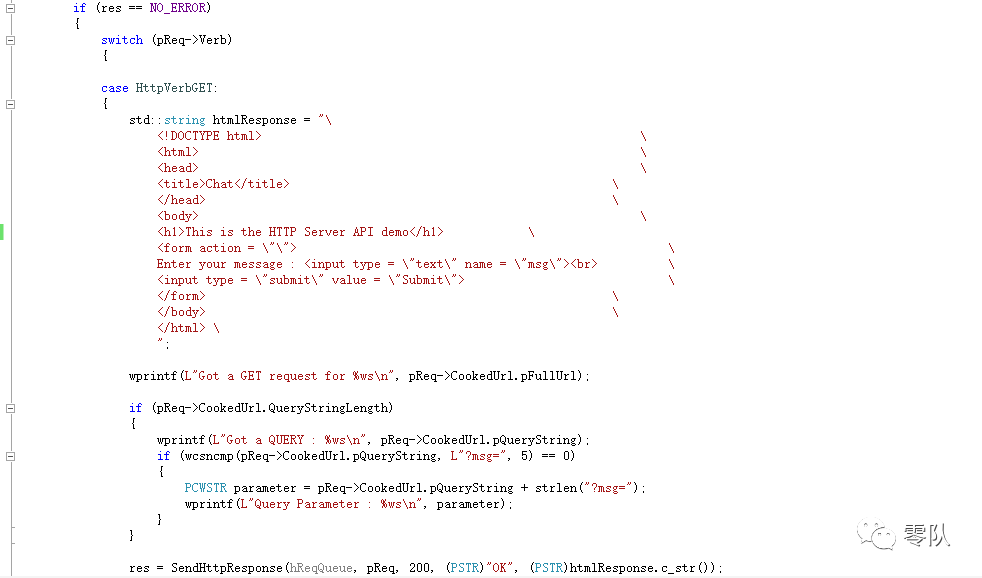 if (res == NO_ERROR)
{
switch (pReq->Verb)
{
case HttpVerbGET:
{
std::string htmlResponse = "\
<!DOCTYPE html> \
<html> \
<head> \
<title>Chat</title> \
</head> \
<body> \
<h1>This is the HTTP Server API demo</h1> \
<form action = \"\"> \
Enter your message : <input type = \"text\" name = \"msg\"><br> \
<input type = \"submit\" value = \"Submit\"> \
</form> \
</body> \
</html> \
";
wprintf(L"Got a GET request for %ws\n", pReq->CookedUrl.pFullUrl);
if (pReq->CookedUrl.QueryStringLength)
{
wprintf(L"Got a QUERY : %ws\n", pReq->CookedUrl.pQueryString);
if (wcsncmp(pReq->CookedUrl.pQueryString, L"?msg=", 5) == 0)
{
PCWSTR parameter = pReq->CookedUrl.pQueryString + strlen("?msg=");
wprintf(L"Query Parameter : %ws\n", parameter);
}
}
res = SendHttpResponse(hReqQueue, pReq, 200, (PSTR)"OK", (PSTR)htmlResponse.c_str());
零队